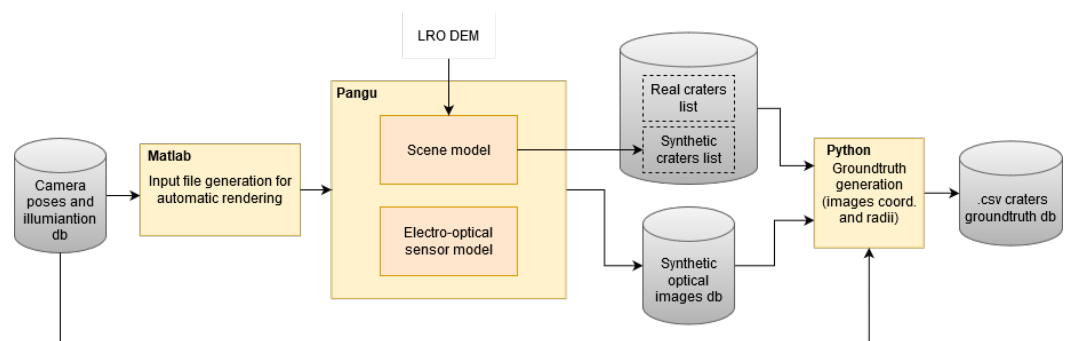 LRO DEM
Pangu
Real craters
list
Matlab
Scene model
Synthetic
craters list
Python
Camera
poses and
illumiantion
db
Input file generation for
automatic rendering
Groundtruth
generation
(images coord.
and radii)
.csv craters
groundtruth db
Electro-optical
sensor model
Synthetic
optical
images db